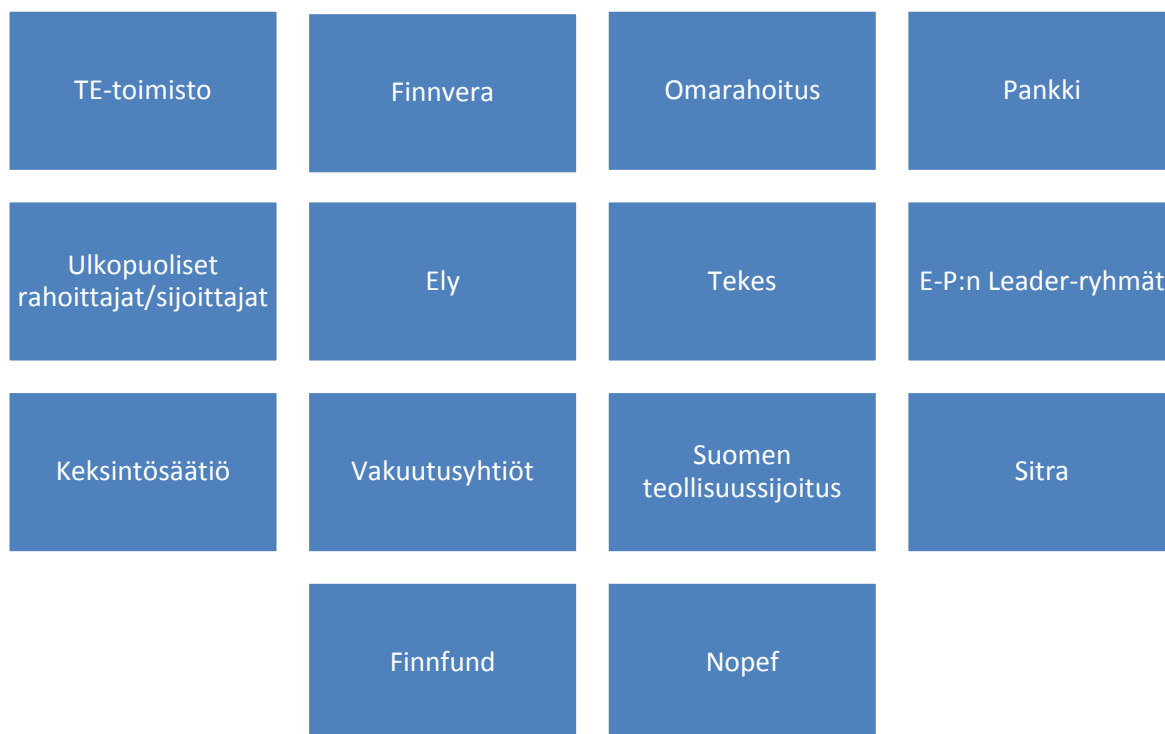 TE-toimisto
Finnvera
Omarahoitus
Pankki
Ulkopuoliset
rahoittajat/sijoittajat
Ely
Tekes
E-P:n Leader-ryhmät
Keksintösäätiö
Vakuutusyhtiöt
Suomen
teollisuussijoitus
Sitra
Finnfund
Nopef